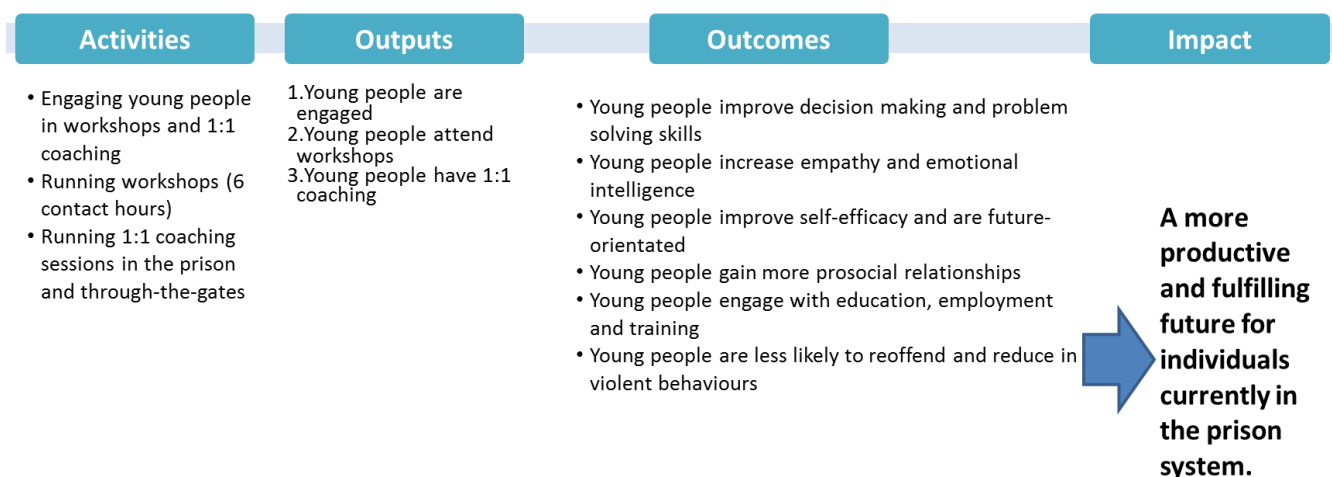 Activities
Outputs
Outcomes
Impact
• Engaging young people
in workshops and 1:1
coaching
• Running workshops (6
contact hours)
• Running 1:1 coaching
sessions in the prison
and through-the-gates
1.Young people are
engaged
2.Young people attend
workshops
3.Young people have 1:1
coaching
• Young people improve decision making and problem
solving skills
• Young people increase empathy and emotional
intelligence
• Young people improve self-efficacy and are future-
orientated
• Young people gain more prosocial relationships
• Young people engage with education, employment
and training
• Young people are less likely to reoffend and reduce in
violent behaviours
A more
productive
and fulfilling
future for
individuals
currently in
the prison
system.